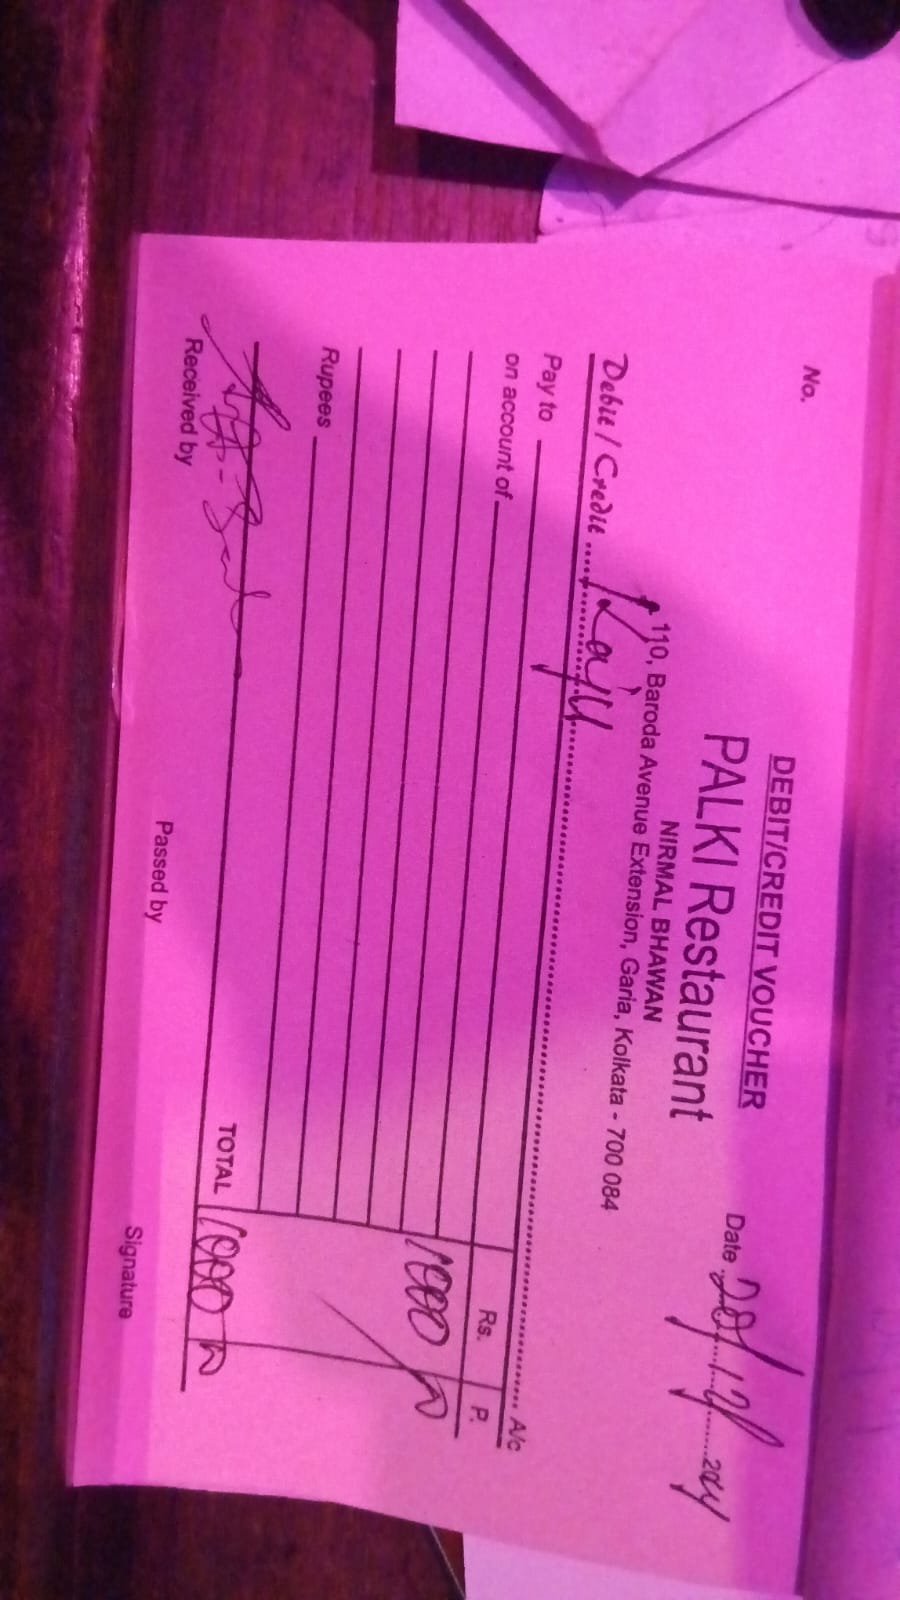 No.
DEBIT/CREDIT VOUCHER
PALKI Restaurant
NIRMAL BHAWAN
110, Baroda Avenue Extension, Garia, Kolkata - 700 084
Date 20/12/2024
Debit / Credit Raju A/c
Pay to
on account of
Rs. P.
1000
Rupees
TOTAL 1000
Received by
Passed by
Signature